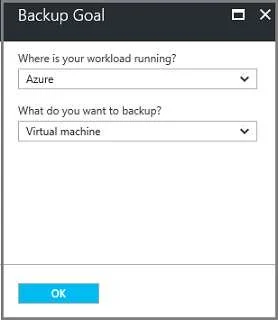 Backup Goal
Where is your workload running?
Azure
What do you want to backup?
Virtual machine
OK